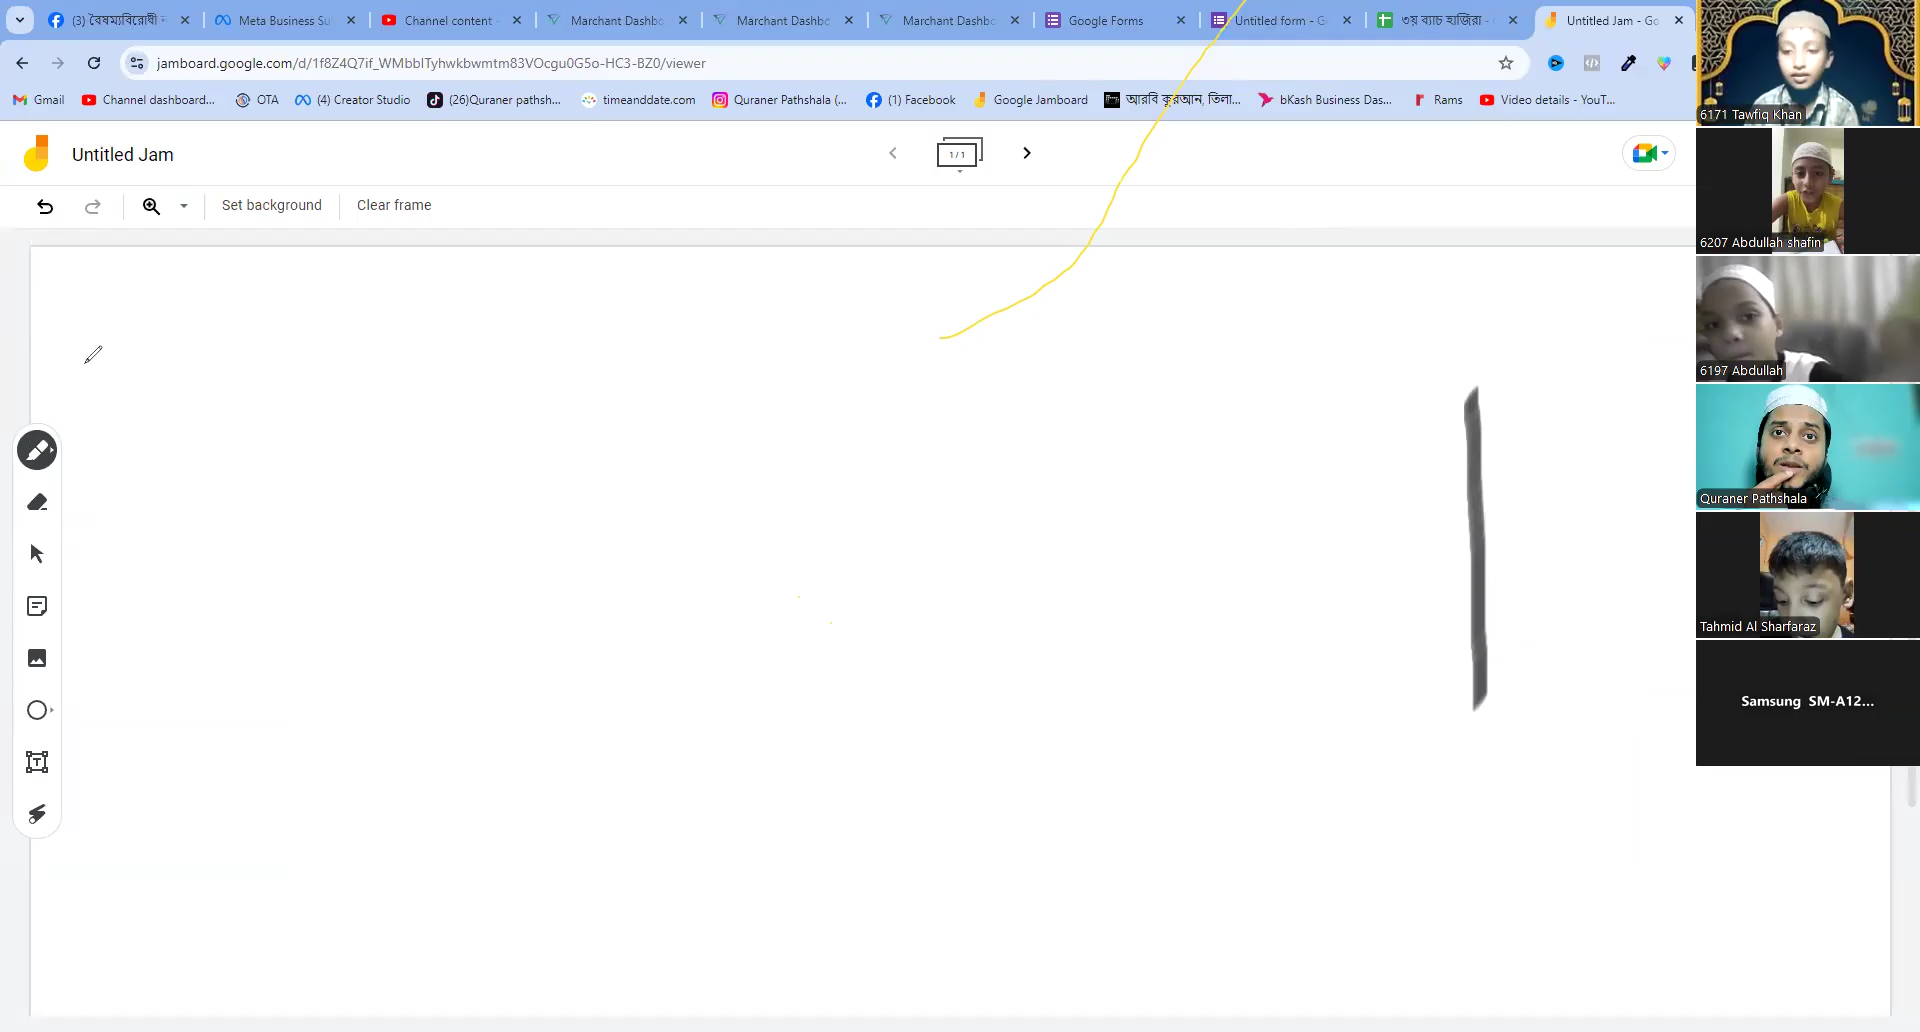 (3) বৈষম্যবিরোধী
Meta Business Su
Channel content -
Marchant Dashbo
Marchant Dashbo
Marchant Dashbo
Google Forms
Untitled form - G
৩য় ব্যাচ হাজিরা -
Untitled Jam - Go
jamboard.google.com/d/1f8Z4Q7if_WMbblTyhwkbwmtm83VOcgu0G5o-HC3-BZ0/viewer
Gmail
Channel dashboard...
OTA
(4) Creator Studio
(26)Quraner pathsh...
timeanddate.com
Quraner Pathshala (...
(1) Facebook
Google Jamboard
আরবি কুরআন, তিলা...
bKash Business Das...
Rams
Video details - YouT...
Untitled Jam
1 / 1
Set background
Clear frame
6171 Tawfiq Khan
6207 Abdullah shafin
6197 Abdullah
Quraner Pathshala
Tahmid Al Sharfaraz
Samsung SM-A12...